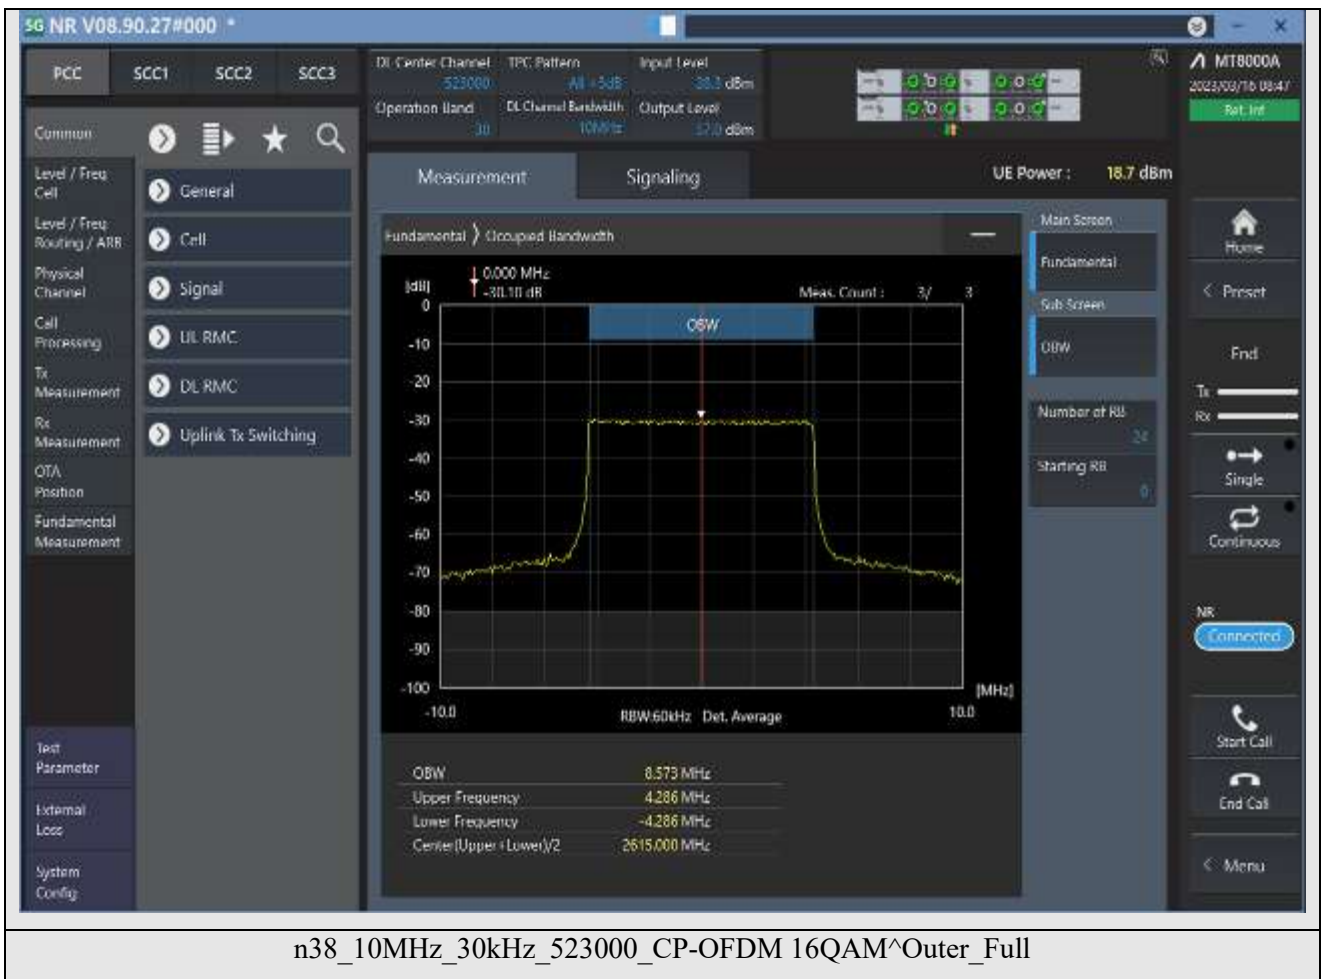 5G NR V08.90.27#000 *
PCC SCC1 SCC2 SCC3
DL Center Channel TPC Pattern Input Level
523000 All +3dB dBm
Operation Band DL Channel Bandwidth Output Level
10MHz dBm
MT8000A
2023/03/16 08:47
Ref. Int
Common
Level / Freq
Cell
Level / Freq
Routing / ARB
Physical
Channel
Call
Processing
Tx
Measurement
Rx
Measurement
OTA
Position
Fundamental
Measurement
Test
Parameter
External
Loss
System
Config
General
Cell
Signal
UL RMC
DL RMC
Uplink Tx Switching
Measurement Signaling UE Power : 18.7 dBm
Fundamental Occupied Bandwidth
[dB] 0.000 MHz
-30.10 dB Meas. Count : 3/ 3
OBW
0
-10
-20
-30
-40
-50
-60
-70
-80
-90
-100
[MHz]
-10.0 RBW:60kHz Det. Average 10.0
OBW 8.573 MHz
Upper Frequency 4.286 MHz
Lower Frequency -4.286 MHz
Center(Upper+Lower)/2 2615.000 MHz
Main Screen
Fundamental
Sub Screen
OBW
Number of RB
24
Starting RB
0
Home
< Preset
End
Tx
Rx
Single
Continuous
NR
Connected
Start Call
End Call
< Menu
n38_10MHz_30kHz_523000_CP-OFDM 16QAM^Outer_Full